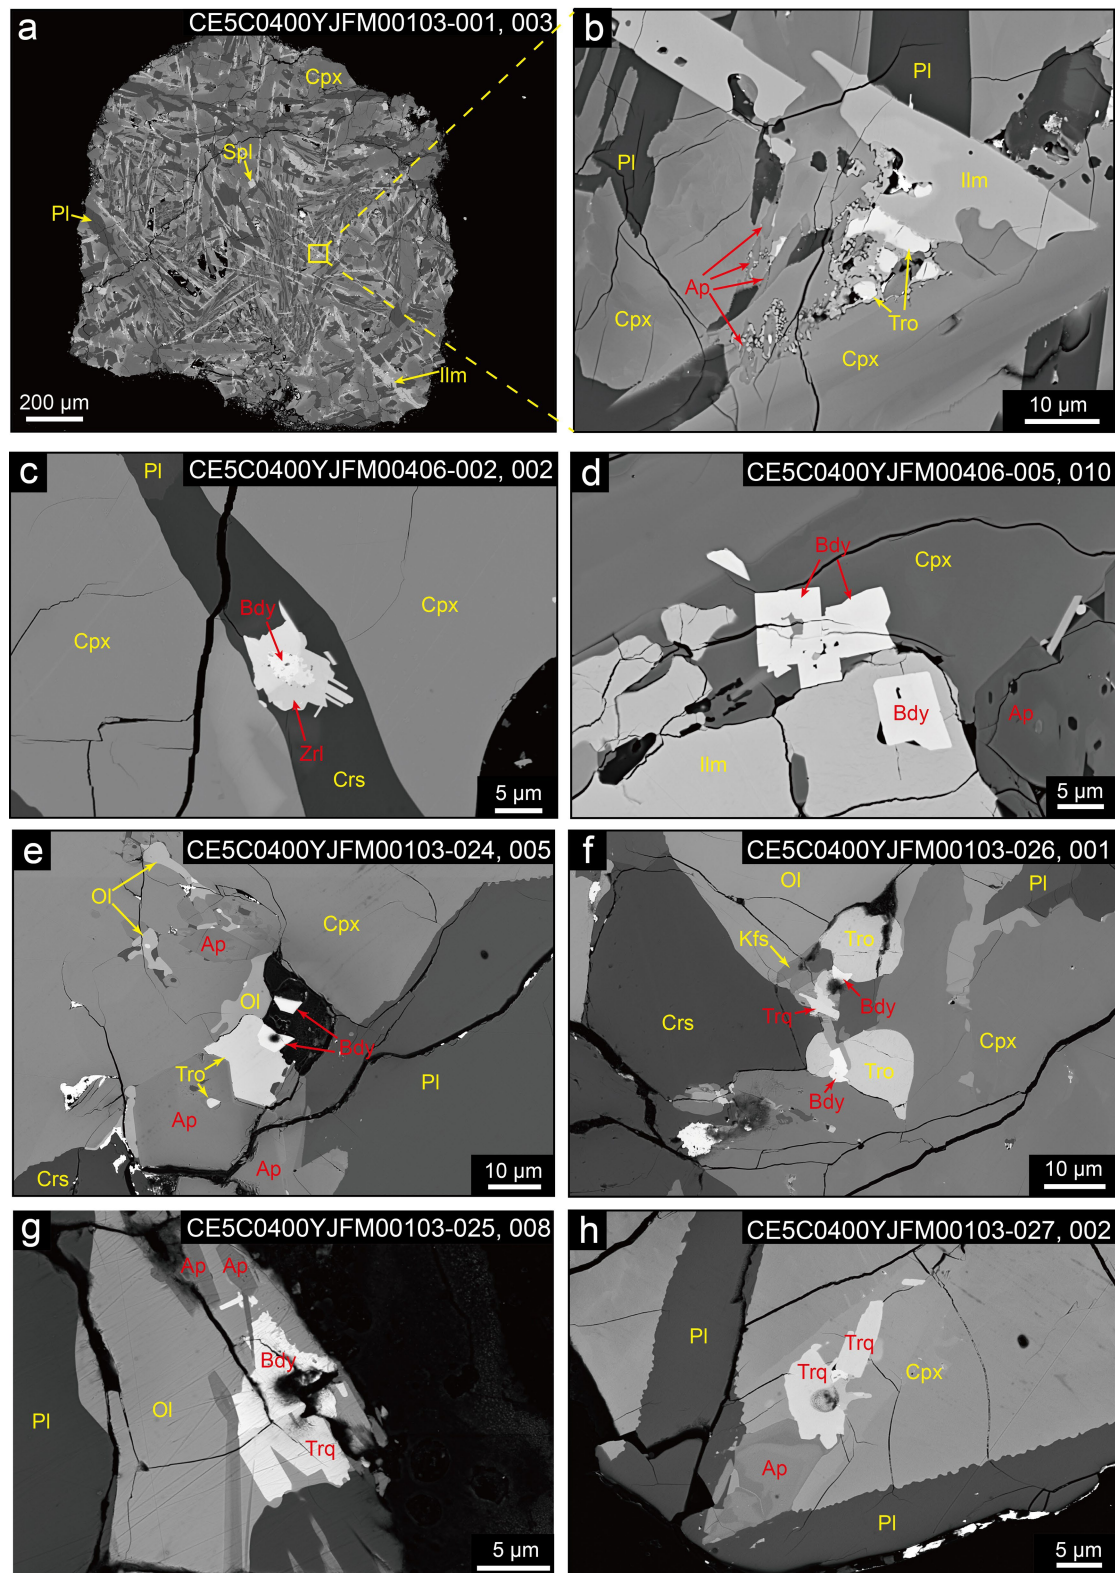 a
CE5C0400YJFM00103-001, 003
Cpx
Spl
Pl
Ilm
200 µm
b
Pl
Pl
Ilm
Ap
Tro
Cpx
Cpx
10 µm
c
CE5C0400YJFM00406-002, 002
Pl
Bdy
Cpx
Cpx
Zrl
Crs
5 µm
d
CE5C0400YJFM00406-005, 010
Bdy
Cpx
Bdy
Ap
Ilm
5 µm
e
CE5C0400YJFM00103-024, 005
Ol
Cpx
Ap
Ol
Bdy
Tro
Pl
Ap
Ap
Crs
10 µm
f
CE5C0400YJFM00103-026, 001
Ol
Pl
Kfs
Tro
Bdy
Trq
Crs
Cpx
Tro
Bdy
10 µm
g
CE5C0400YJFM00103-025, 008
Ap
Ap
Bdy
Ol
Pl
Trq
5 µm
h
CE5C0400YJFM00103-027, 002
Pl
Trq
Trq
Cpx
Ap
Pl
5 µm